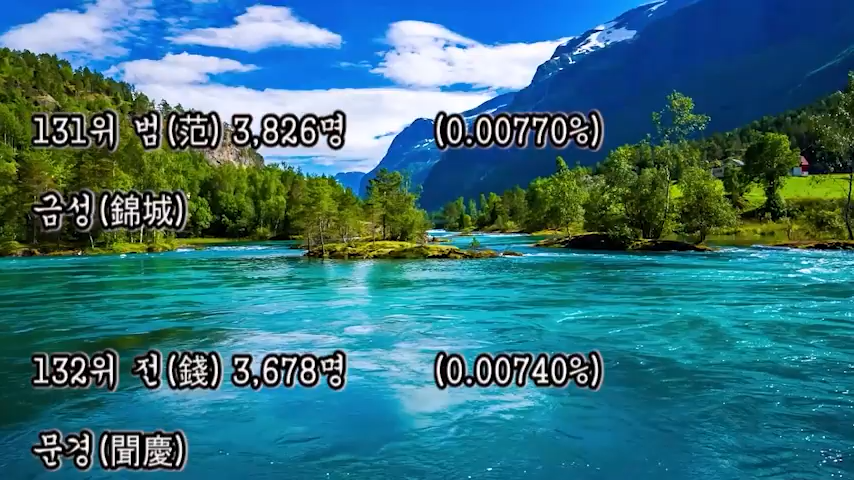 131위 범(范) 3,826명 (0.00770%)
금성(錦城)
132위 전(錢) 3,678명 (0.00740%)
문경(聞慶)